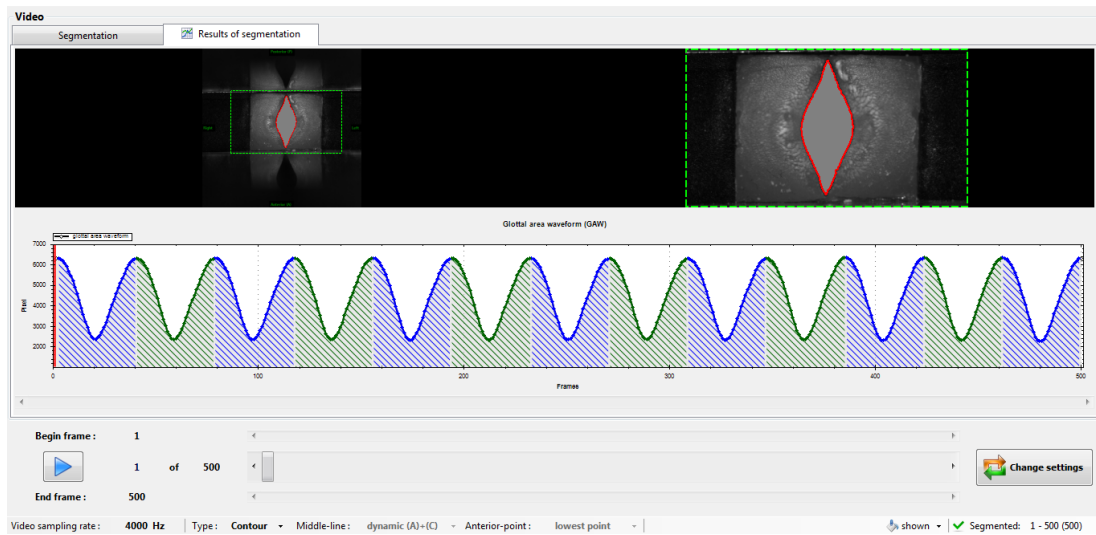 Video
Segmentation
Results of segmentation
Right
Left
Glottal area waveform (GAW)
glottal area waveform
7000
6000
5000
4000
3000
2000
Pixel
0
100
200
300
400
500
Frames
Begin frame : 1
1 of 500
End frame : 500
Change settings
Video sampling rate : 4000 Hz Type : Contour Middle-line : dynamic (A)+(C) Anterior-point : lowest point shown Segmented: 1 - 500 (500)